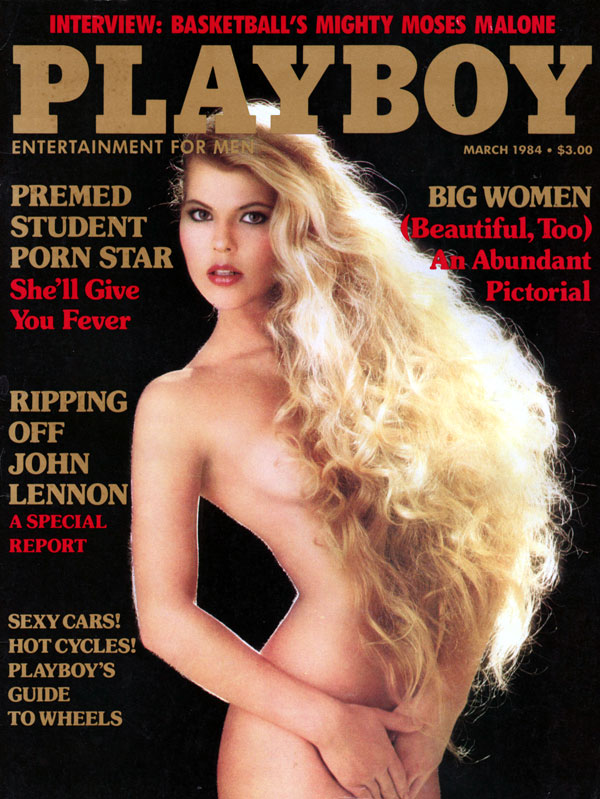 INTERVIEW: BASKETBALL'S MIGHTY MOSES MALONE
PLAYBOY
ENTERTAINMENT FOR MEN
MARCH 1984 • $3.00
PREMED
STUDENT
PORN STAR
She'll Give
You Fever
BIG WOMEN
(Beautiful, Too)
An Abundant
Pictorial
RIPPING
OFF
JOHN
LENNON
A SPECIAL
REPORT
SEXY CARS!
HOT CYCLES!
PLAYBOY'S
GUIDE
TO WHEELS